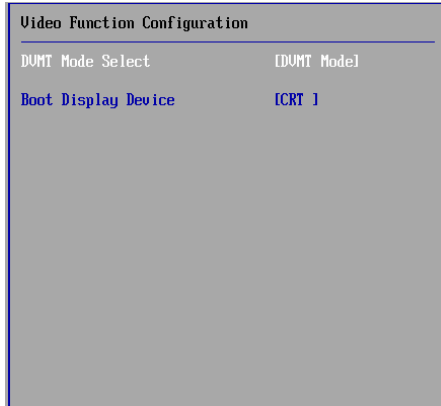 Video Function Configuration
DVMT Mode Select [DVMT Mode]
Boot Display Device [CRT ]